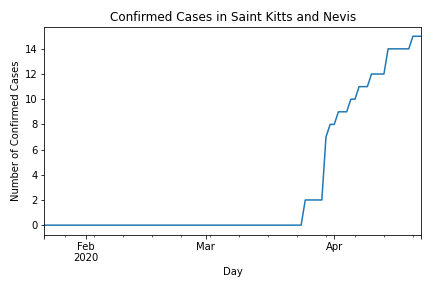 Confirmed Cases in Saint Kitts and Nevis
Number of Confirmed Cases
14
12
10
8
6
4
2
0
Feb
2020
Mar
Apr
Day